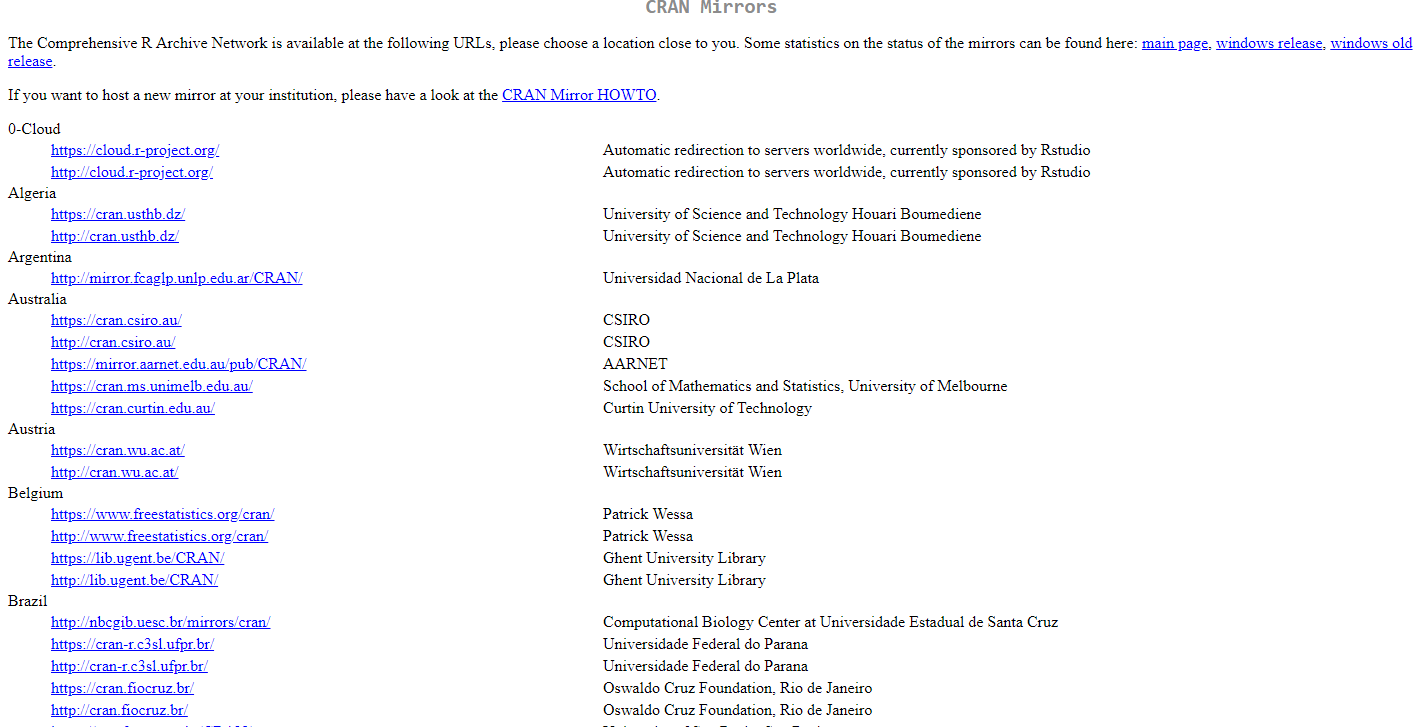 CRAN Mirrors
The Comprehensive R Archive Network is available at the following URLs, please choose a location close to you. Some statistics on the status of the mirrors can be found here: main page, windows release, windows old
release.
If you want to host a new mirror at your institution, please have a look at the CRAN Mirror HOWTO.
0-Cloud
https://cloud.r-project.org/ Automatic redirection to servers worldwide, currently sponsored by Rstudio
http://cloud.r-project.org/ Automatic redirection to servers worldwide, currently sponsored by Rstudio
Algeria
https://cran.usthb.dz/ University of Science and Technology Houari Boumediene
http://cran.usthb.dz/ University of Science and Technology Houari Boumediene
Argentina
http://mirror.fcaglp.unlp.edu.ar/CRAN/ Universidad Nacional de La Plata
Australia
https://cran.csiro.au/ CSIRO
http://cran.csiro.au/ CSIRO
https://mirror.aarnet.edu.au/pub/CRAN/ AARNET
https://cran.ms.unimelb.edu.au/ School of Mathematics and Statistics, University of Melbourne
https://cran.curtin.edu.au/ Curtin University of Technology
Austria
https://cran.wu.ac.at/ Wirtschaftsuniversität Wien
http://cran.wu.ac.at/ Wirtschaftsuniversität Wien
Belgium
https://www.freestatistics.org/cran/ Patrick Wessa
http://www.freestatistics.org/cran/ Patrick Wessa
https://lib.ugent.be/CRAN/ Ghent University Library
http://lib.ugent.be/CRAN/ Ghent University Library
Brazil
http://nbcgib.uesc.br/mirrors/cran/ Computational Biology Center at Universidade Estadual de Santa Cruz
https://cran-r.c3sl.ufpr.br/ Universidade Federal do Parana
http://cran-r.c3sl.ufpr.br/ Universidade Federal do Parana
https://cran.fiocruz.br/ Oswaldo Cruz Foundation, Rio de Janeiro
http://cran.fiocruz.br/ Oswaldo Cruz Foundation, Rio de Janeiro